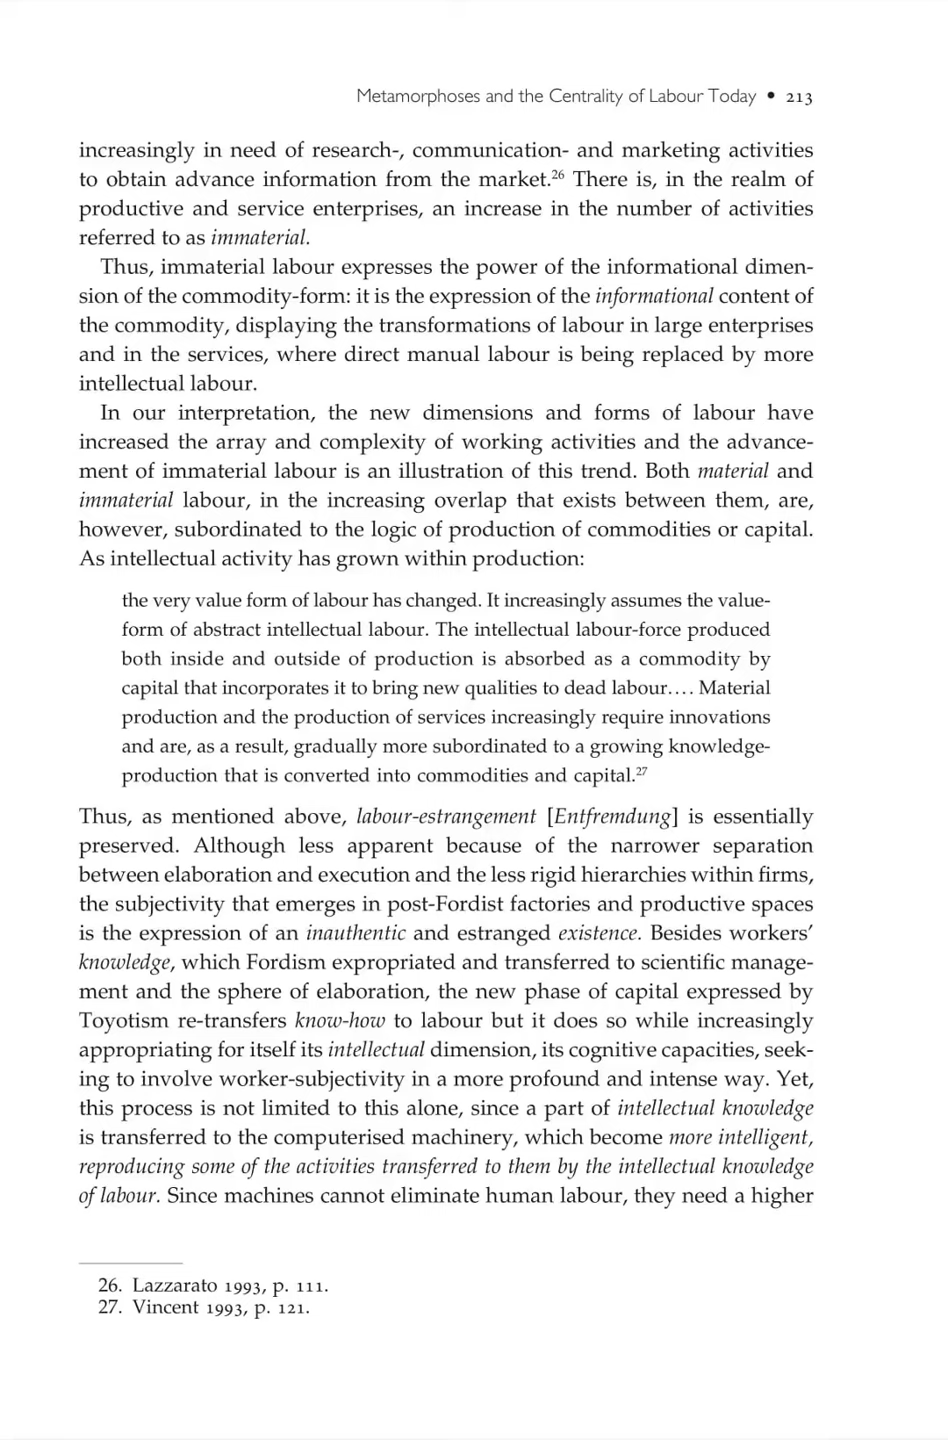 Metamorphoses and the Centrality of Labour Today • 213
increasingly in need of research-, communication- and marketing activities
to obtain advance information from the market.26 There is, in the realm of
productive and service enterprises, an increase in the number of activities
referred to as immaterial.
Thus, immaterial labour expresses the power of the informational dimen-
sion of the commodity-form: it is the expression of the informational content of
the commodity, displaying the transformations of labour in large enterprises
and in the services, where direct manual labour is being replaced by more
intellectual labour.
In our interpretation, the new dimensions and forms of labour have
increased the array and complexity of working activities and the advance-
ment of immaterial labour is an illustration of this trend. Both material and
immaterial labour, in the increasing overlap that exists between them, are,
however, subordinated to the logic of production of commodities or capital.
As intellectual activity has grown within production:
the very value form of labour has changed. It increasingly assumes the value-
form of abstract intellectual labour. The intellectual labour-force produced
both inside and outside of production is absorbed as a commodity by
capital that incorporates it to bring new qualities to dead labour.... Material
production and the production of services increasingly require innovations
and are, as a result, gradually more subordinated to a growing knowledge-
production that is converted into commodities and capital.27
Thus, as mentioned above, labour-estrangement [Entfremdung] is essentially
preserved. Although less apparent because of the narrower separation
between elaboration and execution and the less rigid hierarchies within firms,
the subjectivity that emerges in post-Fordist factories and productive spaces
is the expression of an inauthentic and estranged existence. Besides workers'
knowledge, which Fordism expropriated and transferred to scientific manage-
ment and the sphere of elaboration, the new phase of capital expressed by
Toyotism re-transfers know-how to labour but it does so while increasingly
appropriating for itself its intellectual dimension, its cognitive capacities, seek-
ing to involve worker-subjectivity in a more profound and intense way. Yet,
this process is not limited to this alone, since a part of intellectual knowledge
is transferred to the computerised machinery, which become more intelligent,
reproducing some of the activities transferred to them by the intellectual knowledge
of labour. Since machines cannot eliminate human labour, they need a higher
26. Lazzarato 1993, p. 111.
27. Vincent 1993, p. 121.